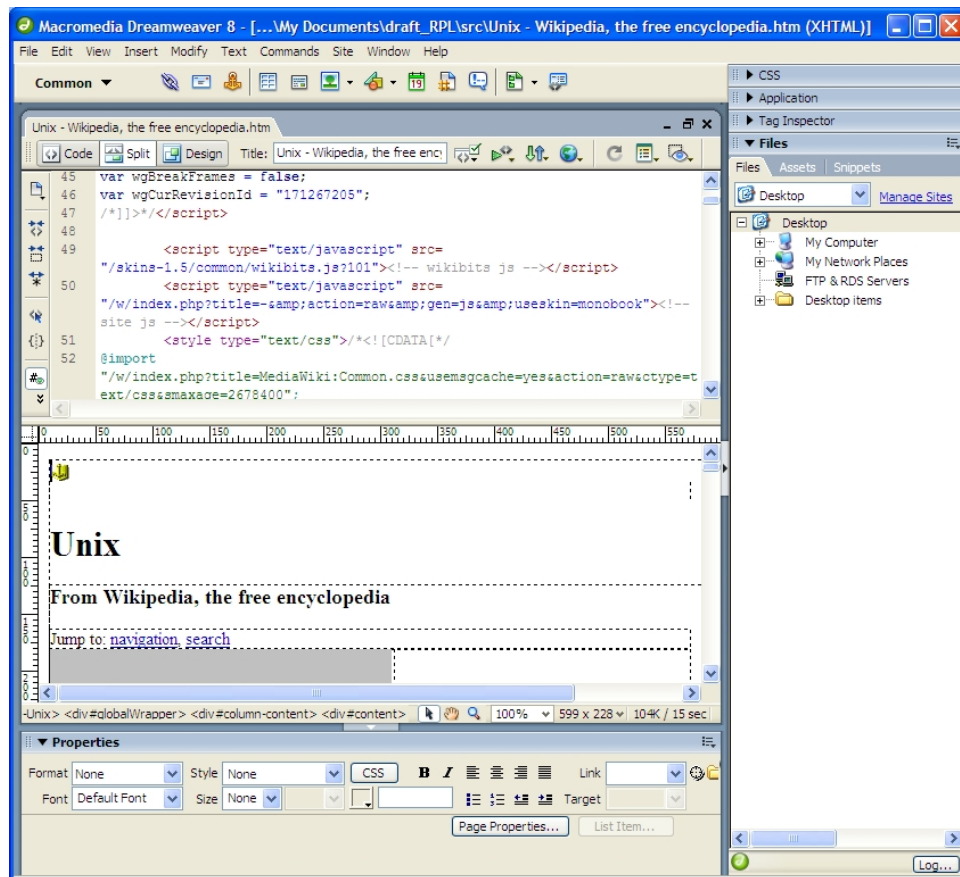 Macromedia Dreamweaver 8 - [...\My Documents\draft_RPL\src\Unix - Wikipedia, the free encyclopedia.htm (XHTML)]
File Edit View Insert Modify Text Commands Site Window Help
Common
19
CSS
Application
Tag Inspector
Files
Files Assets Snippets
Desktop Manage Sites
Desktop
My Computer
My Network Places
FTP & RDS Servers
Desktop items
Unix - Wikipedia, the free encyclopedia.htm
Code Split Design Title: Unix - Wikipedia, the free enc
45 var wgBreakFrames = false;
46 var wgCurRevisionId = "171267205";
47 /*]]>*/</script>
48
49 <script type="text/javascript" src=
"/skins-1.5/common/wikibits.js?101"><!-- wikibits js --></script>
50 <script type="text/javascript" src=
"/w/index.php?title=-&amp;action=raw&amp;gen=js&amp;useskin=monobook"><!--
site js --></script>
51 <style type="text/css">/*<![CDATA[*/
52 @import
"/w/index.php?title=MediaWiki:Common.css&usemsgcache=yes&action=raw&ctype=t
ext/css&smaxage=2678400";
0 50 100 150 200 250 300 350 400 450 500 550
0
50
100
150
200
Unix
From Wikipedia, the free encyclopedia
Jump to: navigation, search
-Unix> <div#globalWrapper> <div#column-content> <div#content> 100% 599 x 228 104K / 15 sec
Properties
Format None Style None CSS B I Link
Font Default Font Size None Target
Page Properties... List Item...
Log...